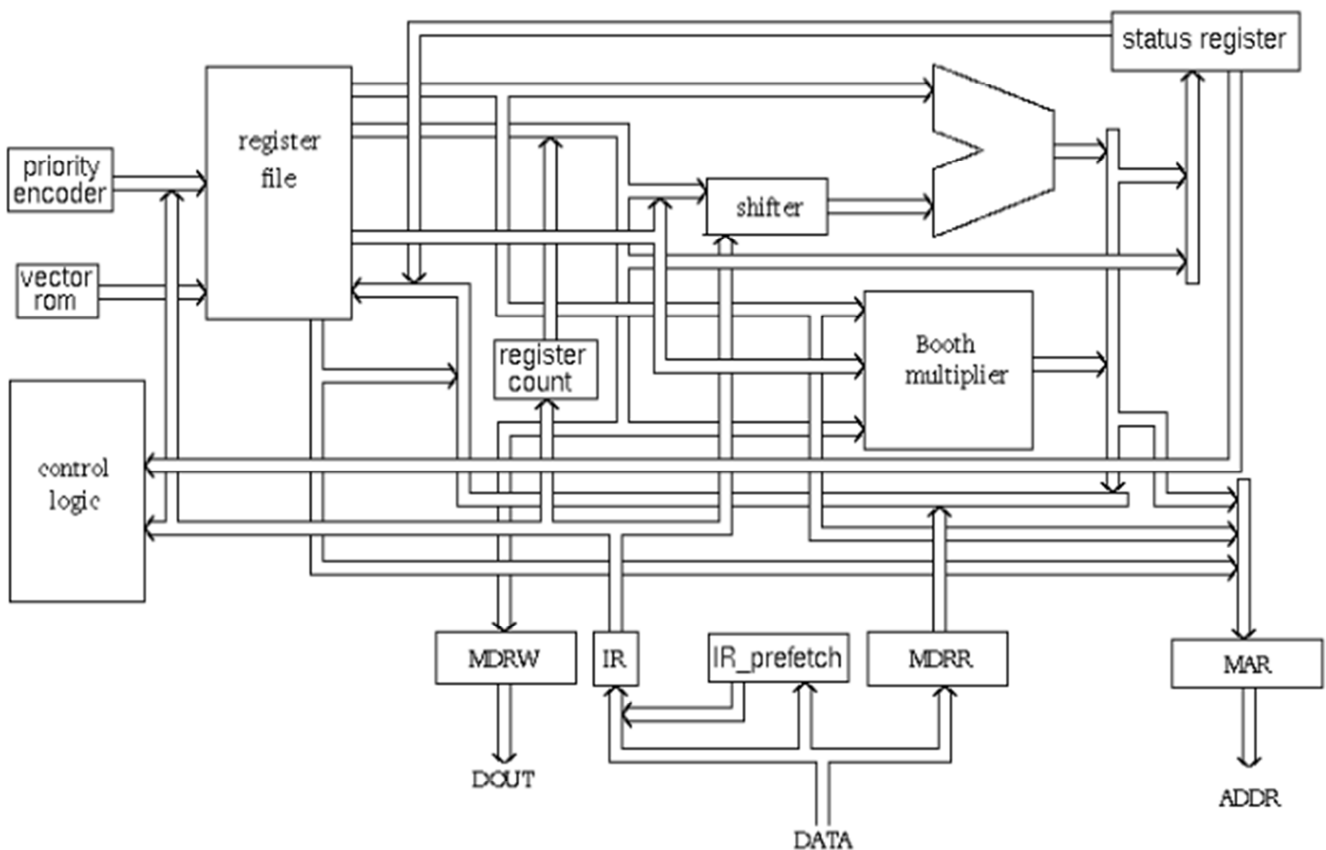 status register
register
file
priority
encoder
shifter
vector
rom
register
count
Booth
multiplier
control
logic
MDRW
IR
IR_prefetch
MDRR
MAR
DOUT
ADDR
DATA